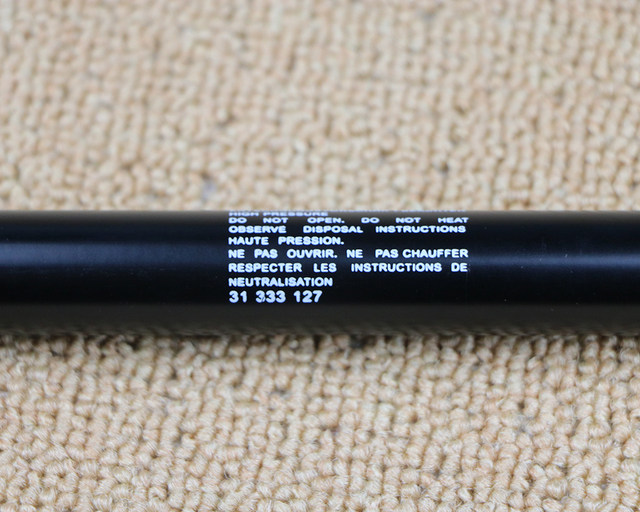 HIGH PRESSURE
DO NOT OPEN. DO NOT HEAT
OBSERVE DISPOSAL INSTRUCTIONS
HAUTE PRESSION.
NE PAS OUVRIR. NE PAS CHAUFFER
RESPECTER LES INSTRUCTIONS DE
NEUTRALISATION
31 333 127